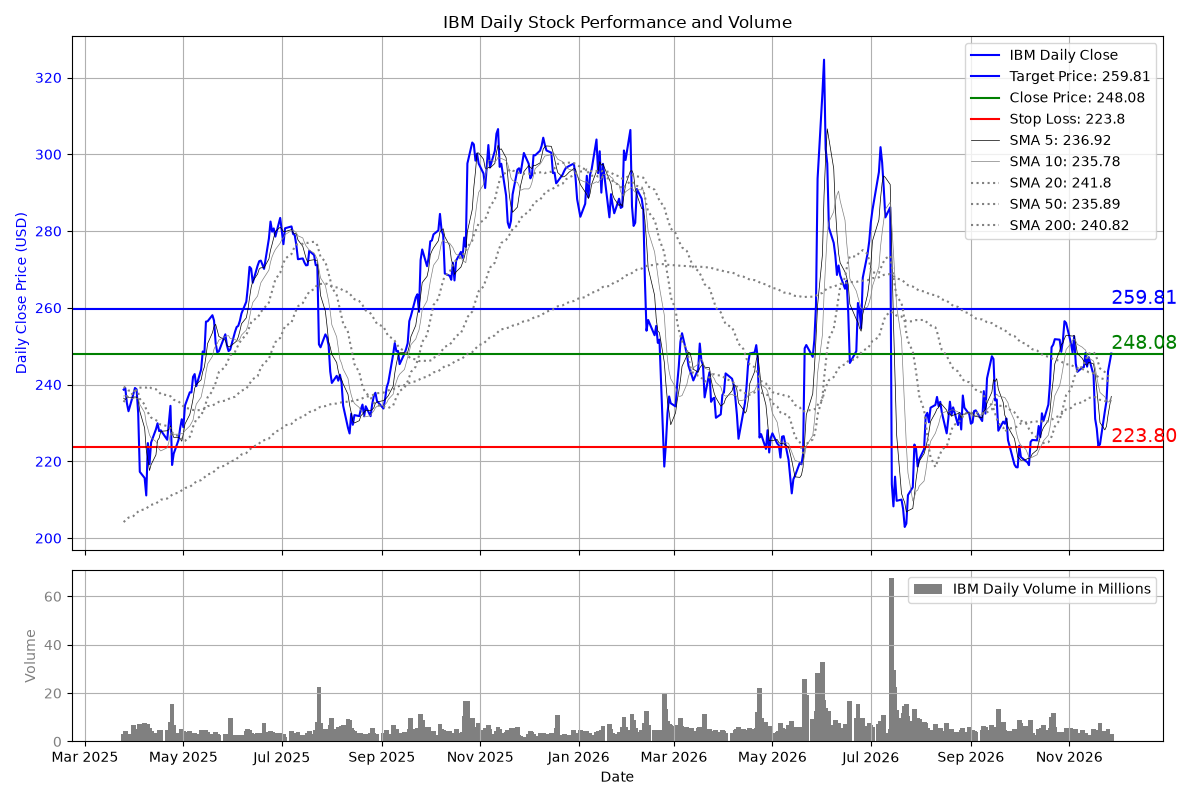 IBM Daily Stock Performance and Volume
IBM Daily Close
Target Price: 259.81
Close Price: 248.08
Stop Loss: 223.8
SMA 5: 236.92
SMA 10: 235.78
SMA 20: 241.8
SMA 50: 235.89
SMA 200: 240.82
Daily Close Price (USD)
320
300
280
260
240
220
200
259.81
248.08
223.80
IBM Daily Volume in Millions
Volume
60
40
20
0
Mar 2025 May 2025 Jul 2025 Sep 2025 Nov 2025 Jan 2026 Mar 2026 May 2026 Jul 2026 Sep 2026 Nov 2026
Date